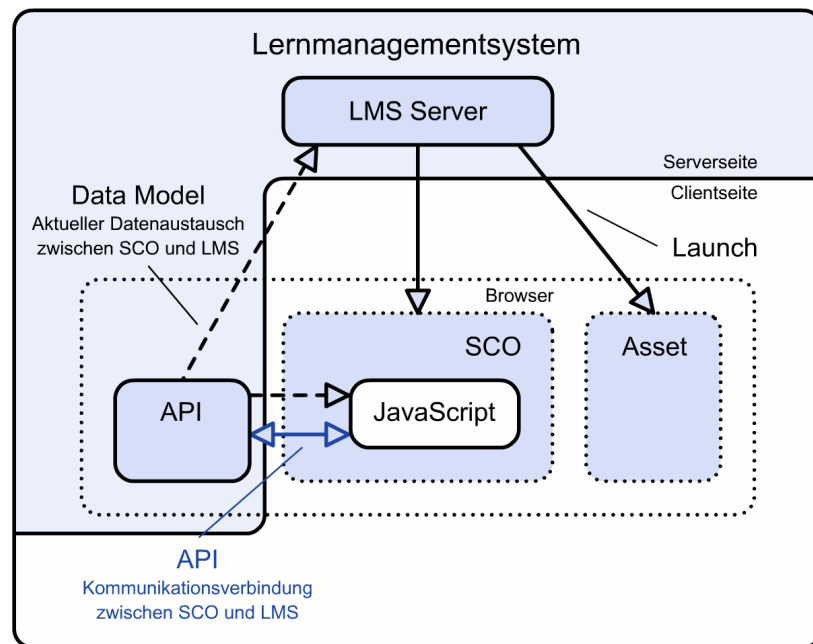 Lernmanagementsystem
LMS Server
Serverseite
Clientseite
Data Model
Aktueller Datenaustausch
zwischen SCO und LMS
Launch
Browser
SCO
Asset
API
JavaScript
API
Kommunikationsverbindung
zwischen SCO und LMS